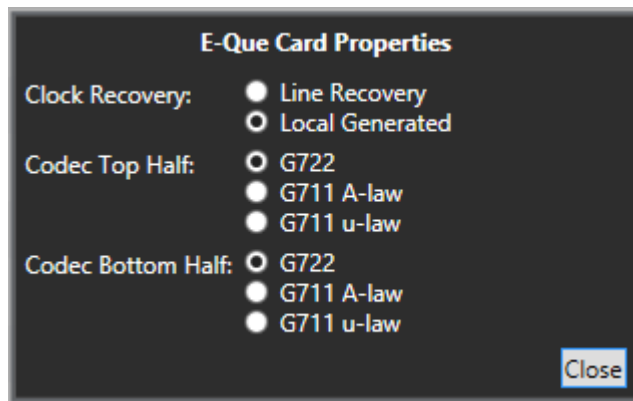 E-Que Card Properties
Clock Recovery: Line Recovery
Local Generated
Codec Top Half: G722
G711 A-law
G711 u-law
Codec Bottom Half: G722
G711 A-law
G711 u-law
Close